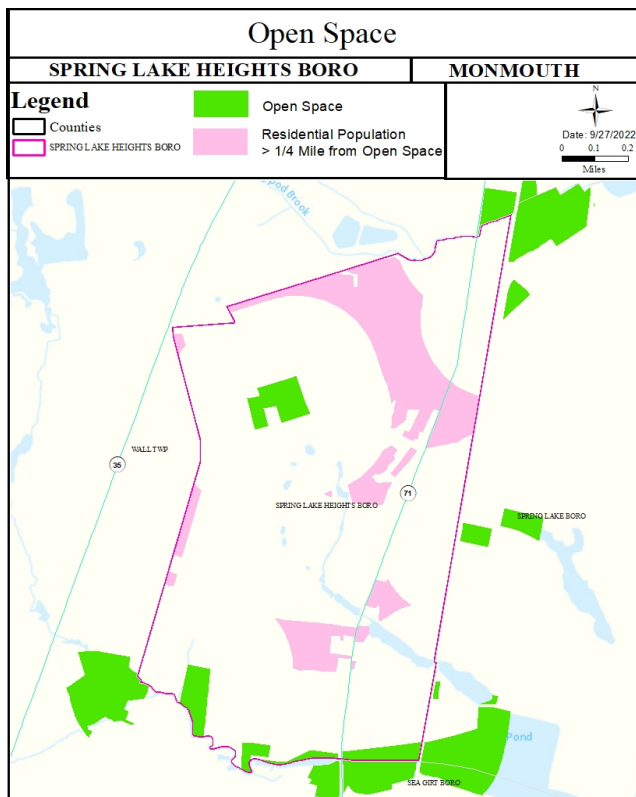 Open Space
SPRING LAKE HEIGHTS BORO
MONMOUTH
Legend
Counties
SPRING LAKE HEIGHTS BORO
Open Space
Residential Population
> 1/4 Mile from Open Space
N
Date: 9/27/2022
0 0.1 0.2
Miles
Brook
WALL TWP
35
SPRING LAKE HEIGHTS BORO
71
SPRING LAKE BORO
Pond
SEA GIRT BORO